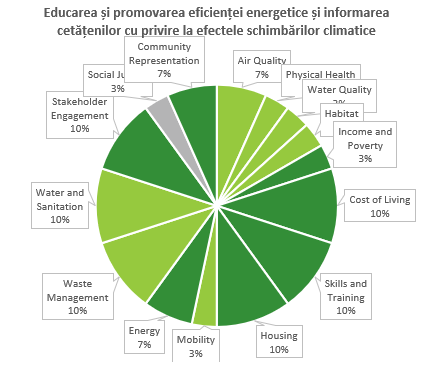 Educarea și promovarea eficienței energetice și informarea
cetățenilor cu privire la efectele schimbărilor climatice
Community
Representation
7%
Air Quality
7%
Physical Health
Water Quality
Habitat
Income and
Poverty
3%
Cost of Living
10%
Skills and
Training
10%
Housing
10%
Mobility
3%
Energy
7%
Waste
Management
10%
Water and
Sanitation
10%
Stakeholder
Engagement
10%
Social
3%